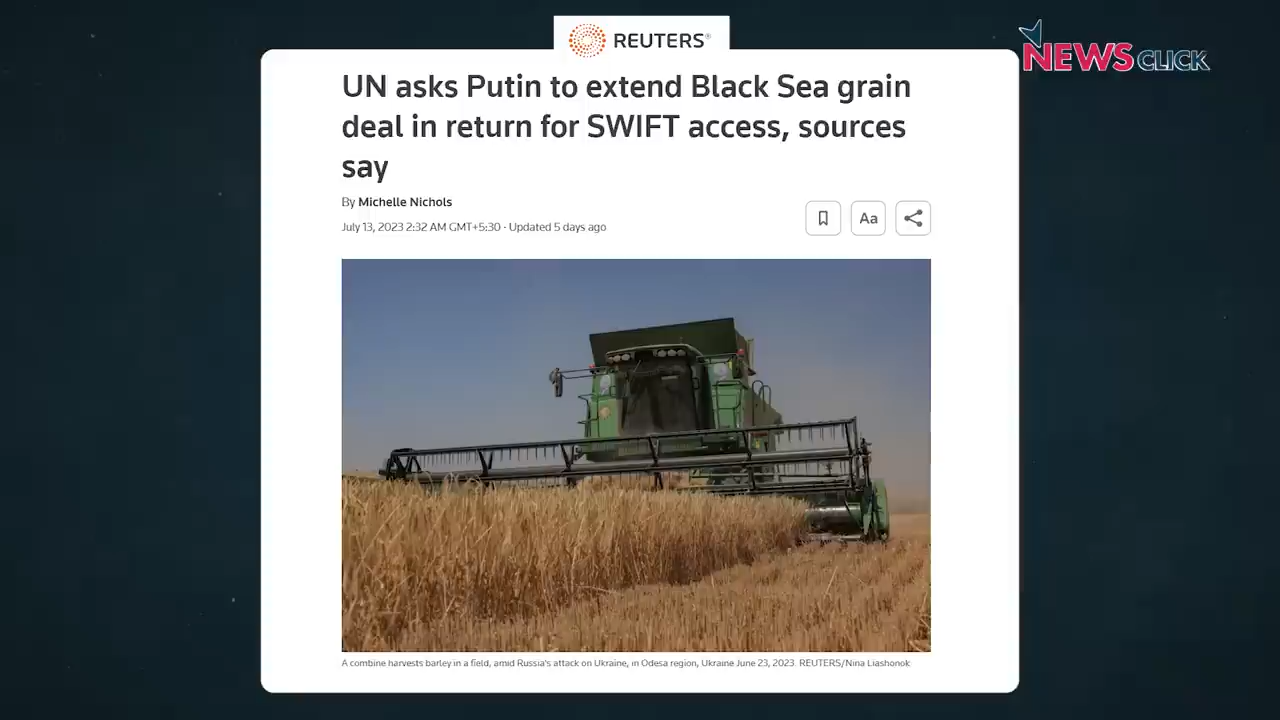 REUTERS®
NEWSCLICK
UN asks Putin to extend Black Sea grain
deal in return for SWIFT access, sources
say
By Michelle Nichols
July 13, 2023 2:32 AM GMT+5:30 · Updated 5 days ago
Aa
A combine harvests barley in a field, amid Russia's attack on Ukraine, in Odesa region, Ukraine June 23, 2023. REUTERS/Nina Liashonok